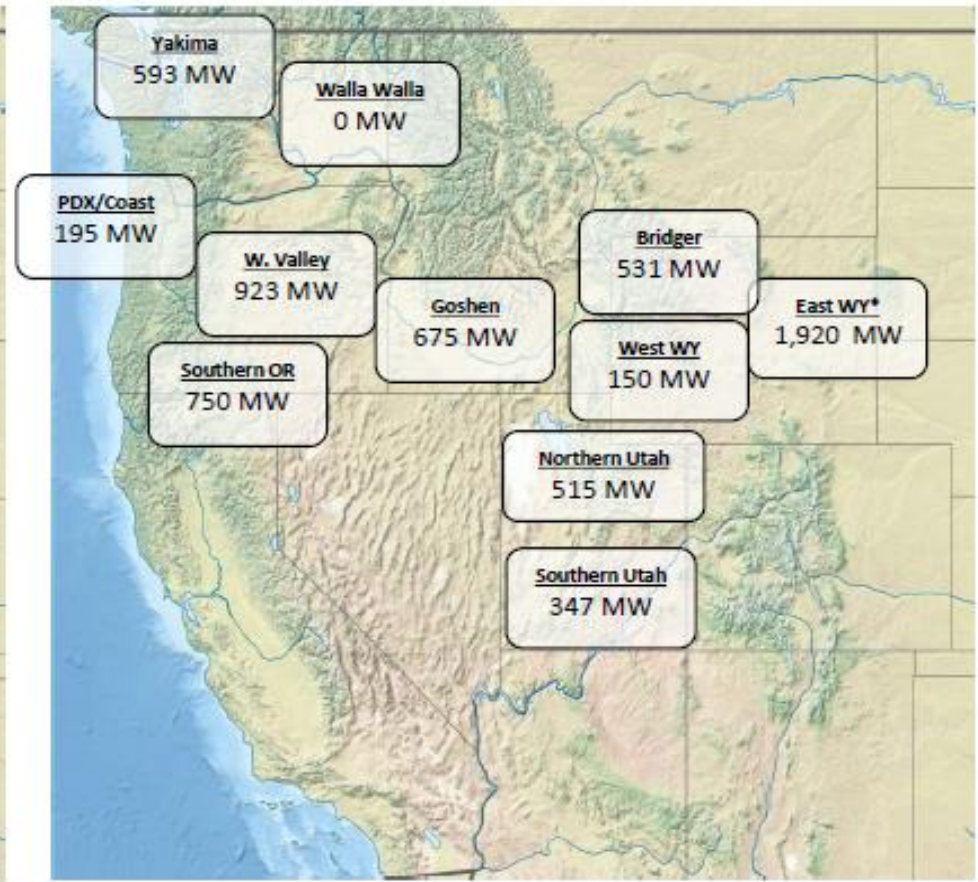 Yakima
593 MW
Walla Walla
0 MW
PDX/Coast
195 MW
W. Valley
923 MW
Goshen
675 MW
Bridger
531 MW
East WY*
1,920 MW
West WY
150 MW
Southern OR
750 MW
Northern Utah
515 MW
Southern Utah
347 MW